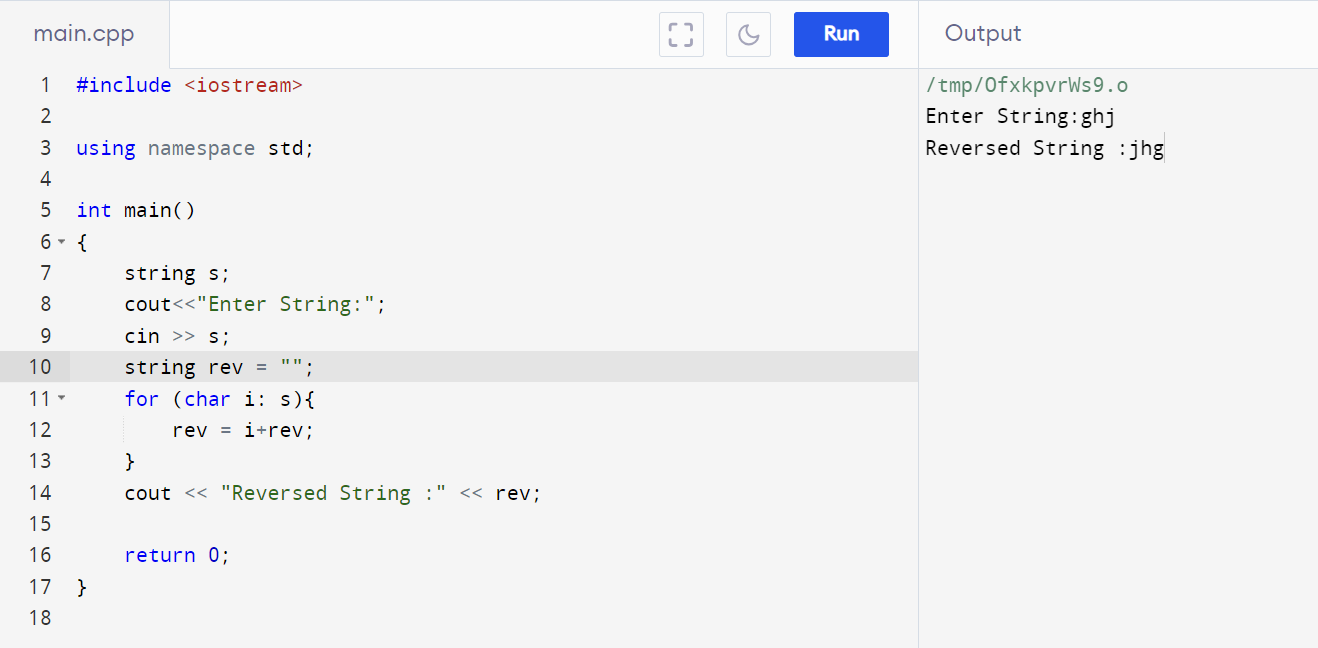 main.cpp
Run
Output
1 #include <iostream>
2
3 using namespace std;
4
5 int main()
6 {
7 string s;
8 cout<<"Enter String:";
9 cin >> s;
10 string rev = "";
11 for (char i: s){
12 rev = i+rev;
13 }
14 cout << "Reversed String :" << rev;
15
16 return 0;
17 }
18
/tmp/OfxkpvrWs9.o
Enter String:ghj
Reversed String :jhg